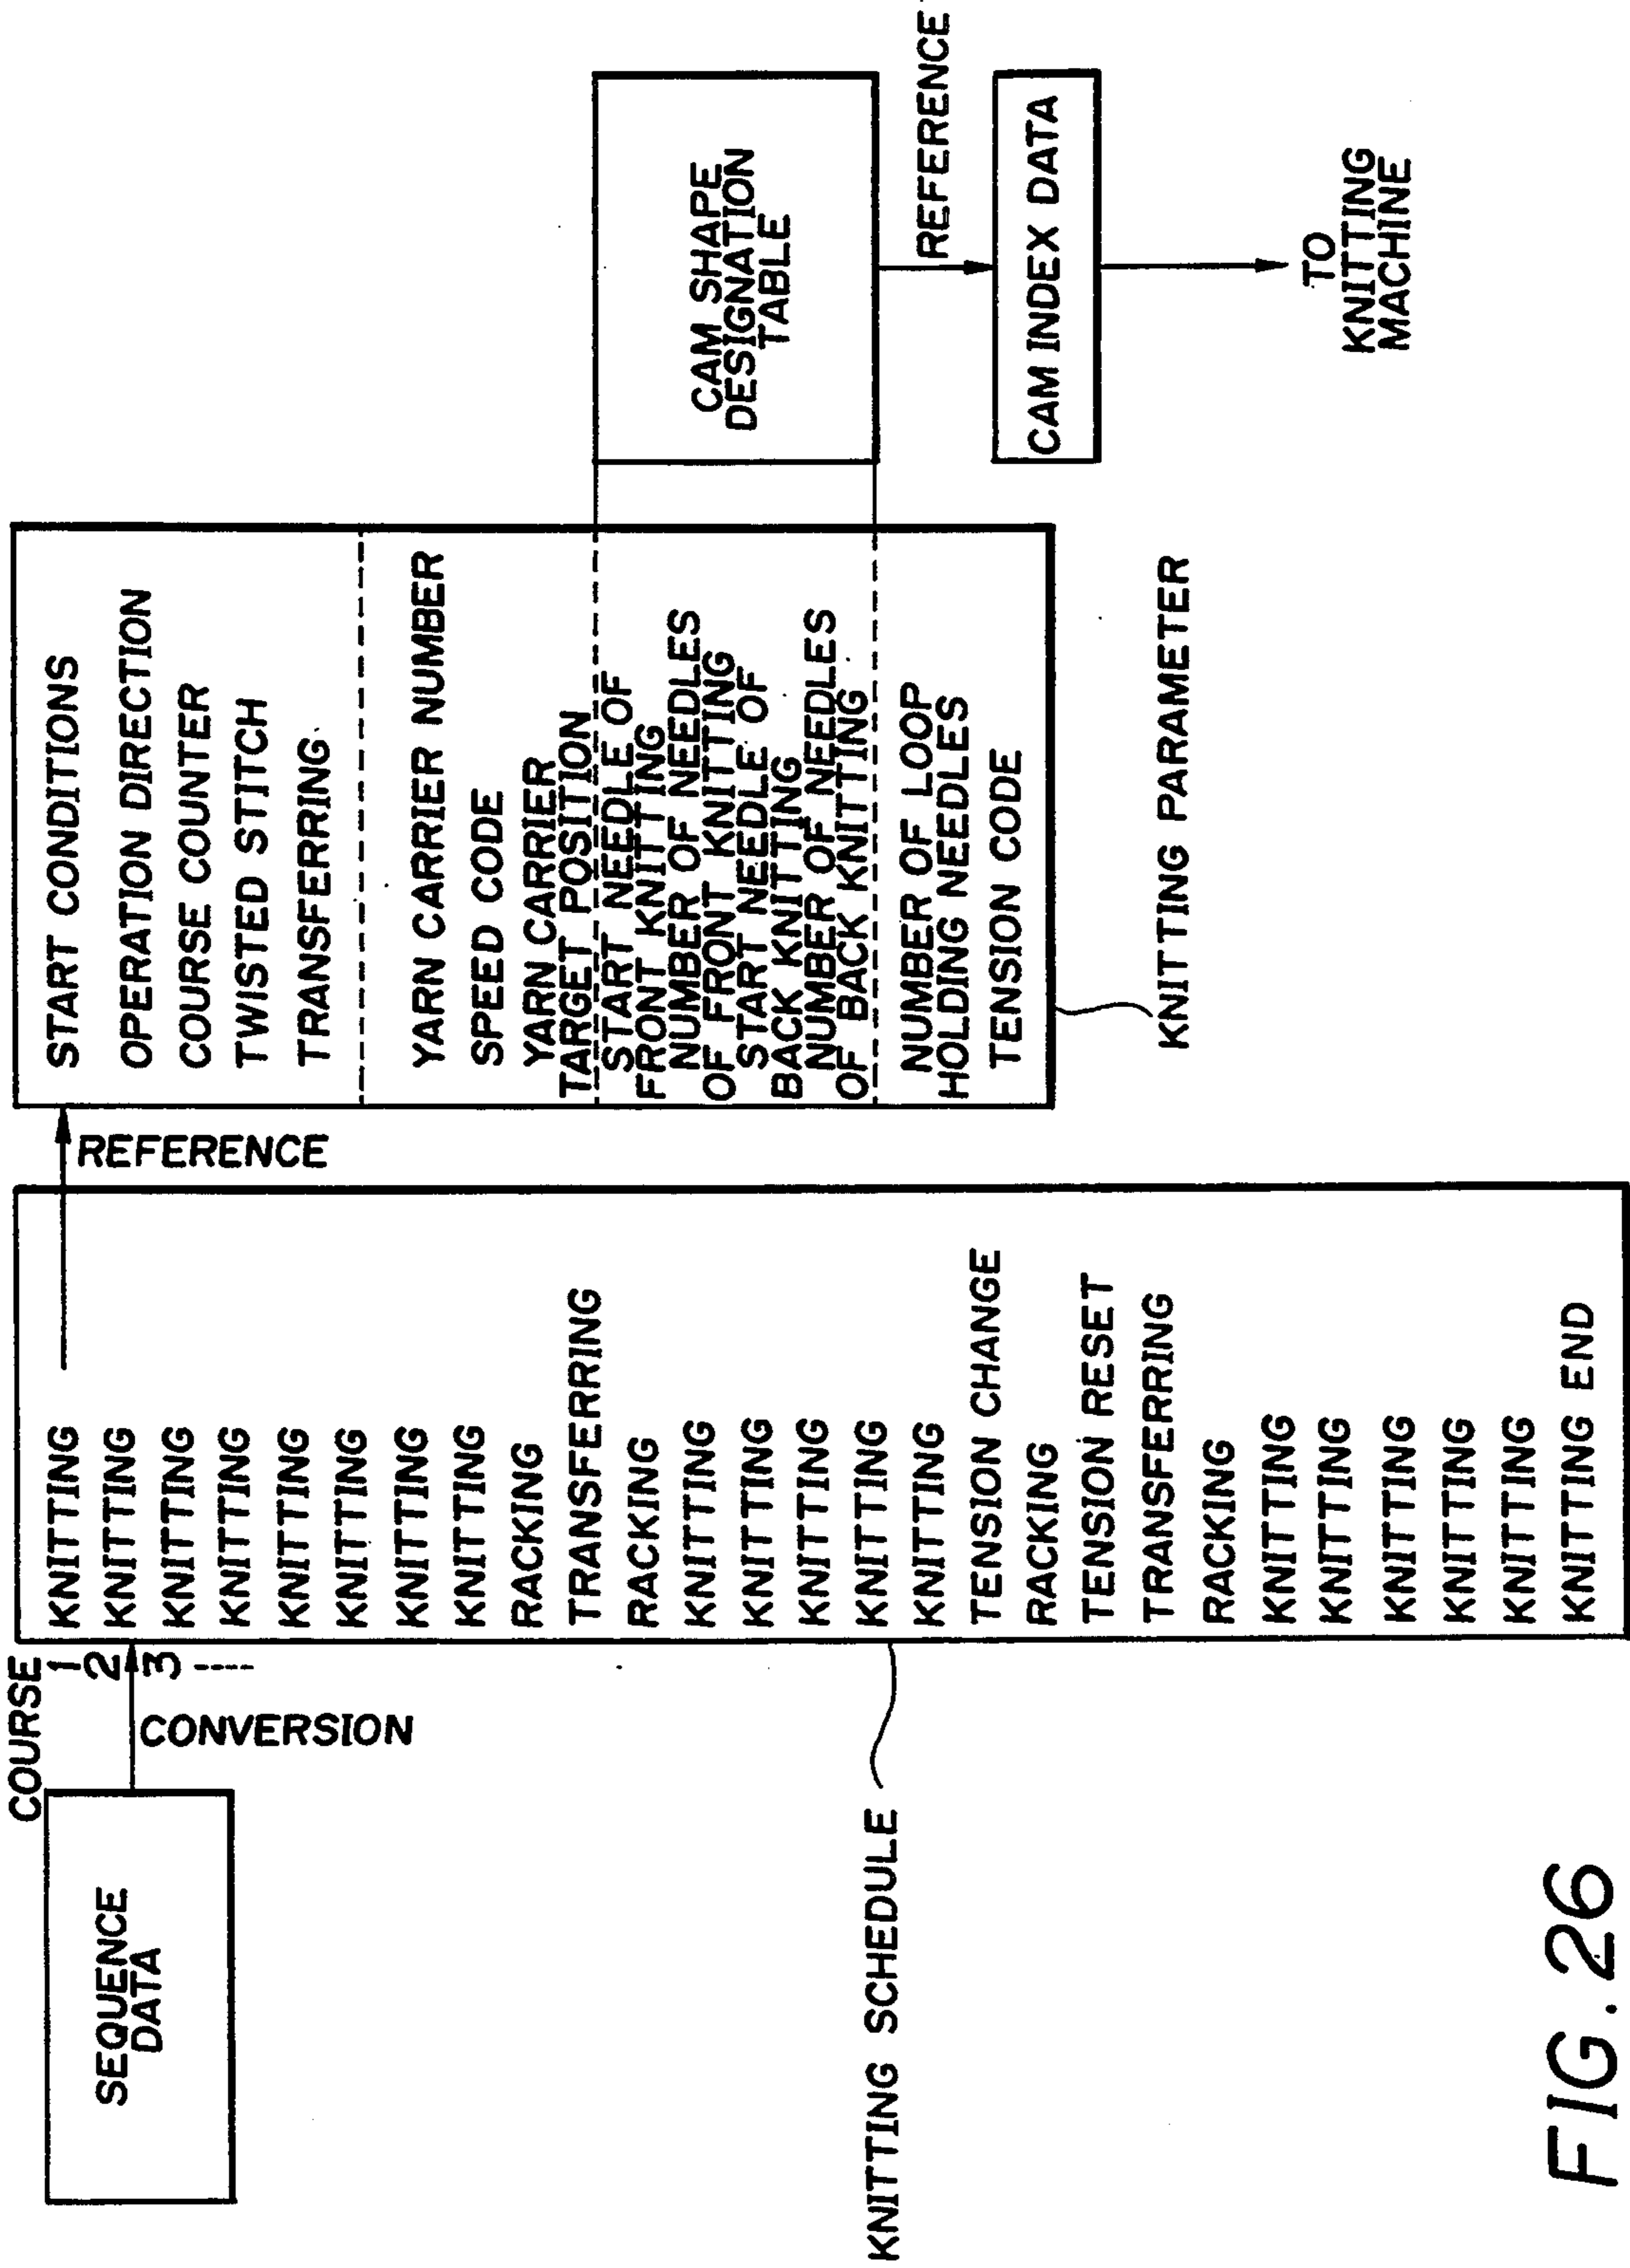 COURSE
SEQUENCE
DATA
CONVERSION
1
2
3 ----
KNITTING
KNITTING
KNITTING
KNITTING
KNITTING
KNITTING
KNITTING
KNITTING
RACKING
TRANSFERRING
RACKING
KNITTING
KNITTING
KNITTING
KNITTING
KNITTING
TENSION CHANGE
RACKING
TENSION RESET
TRANSFERRING
RACKING
KNITTING
KNITTING
KNITTING
KNITTING
KNITTING
KNITTING END
KNITTING SCHEDULE
REFERENCE
START CONDITIONS
OPERATION DIRECTION
COURSE COUNTER
TWISTED STITCH
TRANSFERRING
YARN CARRIER NUMBER
SPEED CODE
YARN CARRIER
TARGET POSITION
START NEEDLE OF
FRONT KNITTING
NUMBER OF NEEDLES
OF FRONT KNITTING
START NEEDLE OF
BACK KNITTING
NUMBER OF NEEDLES
OF BACK KNITTING
NUMBER OF LOOP
HOLDING NEEDLES
TENSION CODE
KNITTING PARAMETER
CAM SHAPE
DESIGNATION
TABLE
REFERENCE
CAM INDEX DATA
TO
KNITTING
MACHINE
FIG. 26